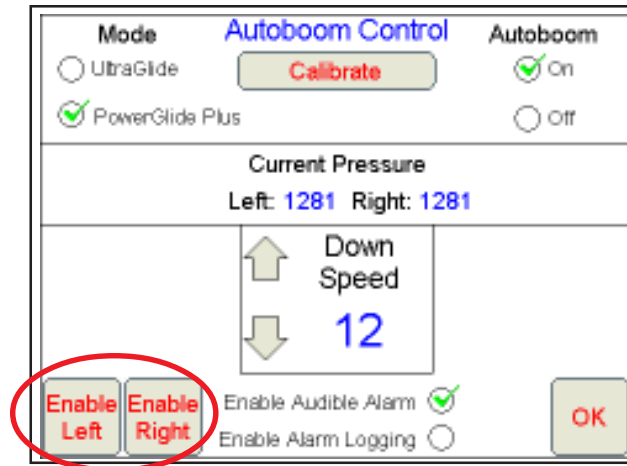 Mode
Autoboom Control
Autoboom
UltraGlide
Calibrate
On
PowerGlide Plus
Off
Current Pressure
Left: 1281 Right: 1281
Down
Speed
12
Enable
Left
Enable
Right
Enable Audible Alarm
Enable Alarm Logging
OK